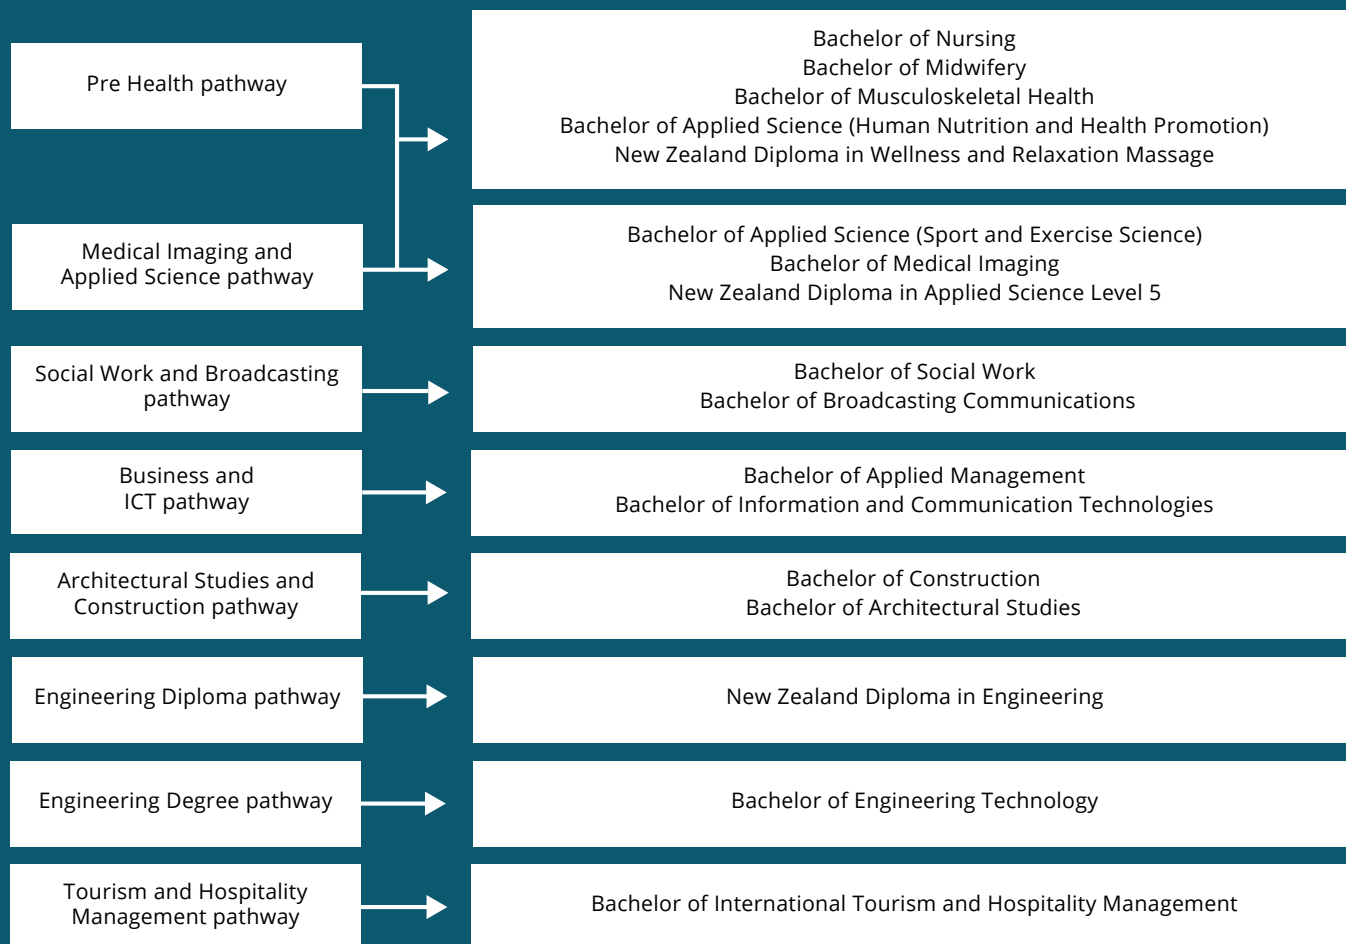 Pre Health pathway
Bachelor of Nursing
Bachelor of Midwifery
Bachelor of Musculoskeletal Health
Bachelor of Applied Science (Human Nutrition and Health Promotion)
New Zealand Diploma in Wellness and Relaxation Massage
Medical Imaging and
Applied Science pathway
Bachelor of Applied Science (Sport and Exercise Science)
Bachelor of Medical Imaging
New Zealand Diploma in Applied Science Level 5
Social Work and Broadcasting
pathway
Bachelor of Social Work
Bachelor of Broadcasting Communications
Business and
ICT pathway
Bachelor of Applied Management
Bachelor of Information and Communication Technologies
Architectural Studies and
Construction pathway
Bachelor of Construction
Bachelor of Architectural Studies
Engineering Diploma pathway
New Zealand Diploma in Engineering
Engineering Degree pathway
Bachelor of Engineering Technology
Tourism and Hospitality
Management pathway
Bachelor of International Tourism and Hospitality Management